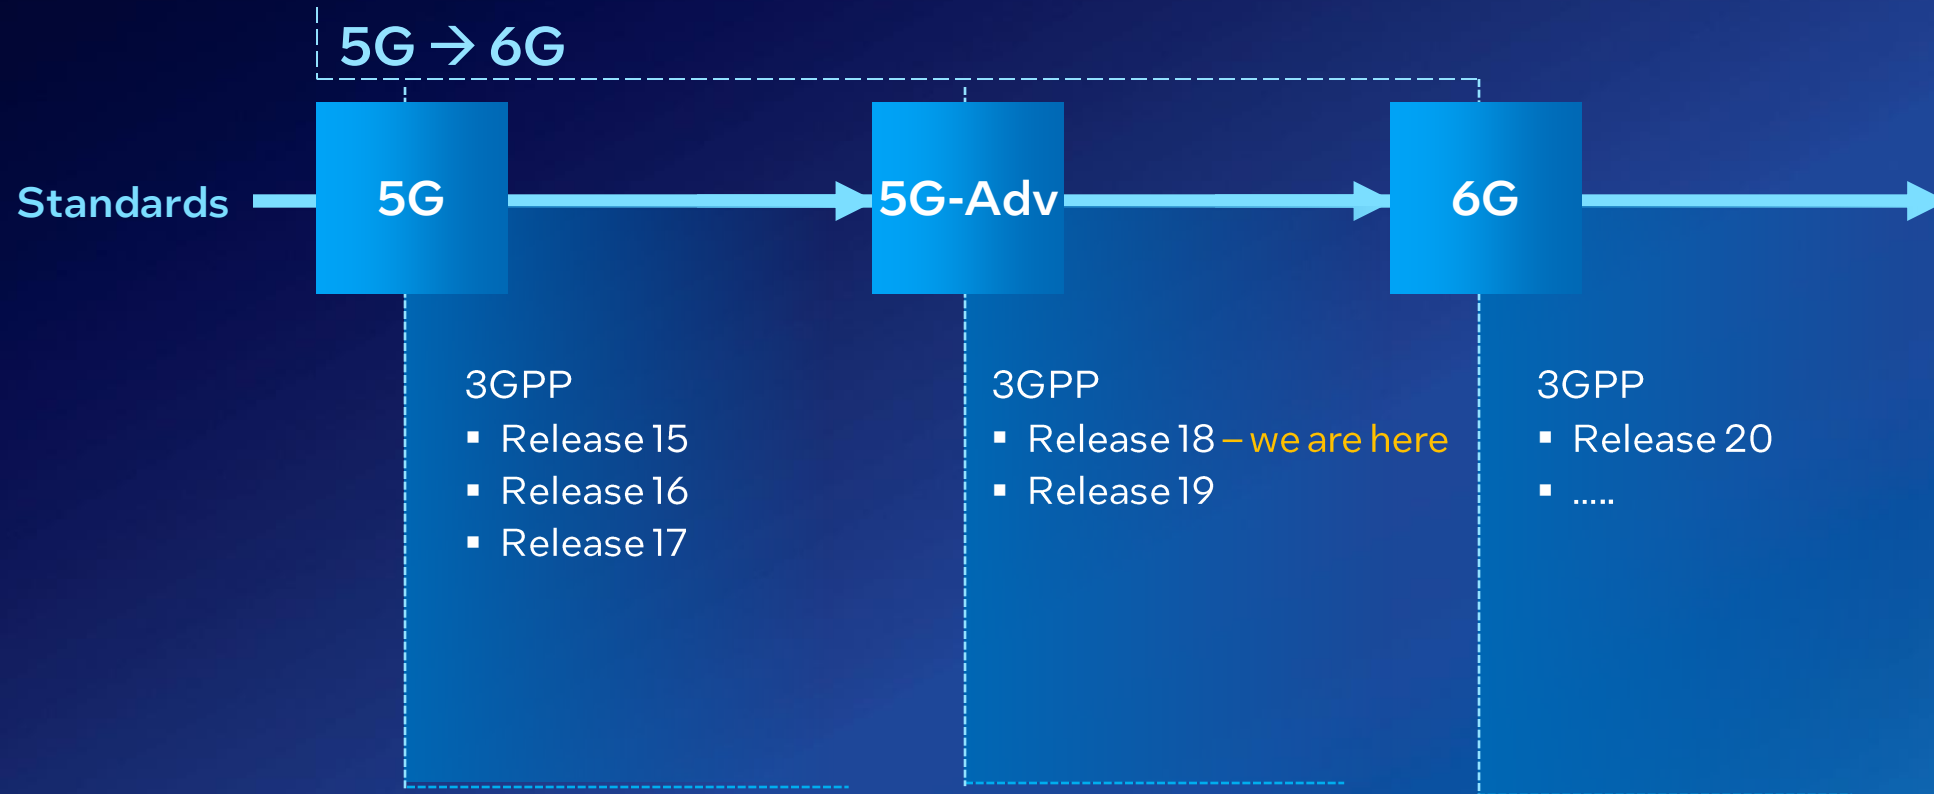 5G → 6G
Standards
5G
5G-Adv
6G
3GPP
▪ Release 15
▪ Release 16
▪ Release 17
3GPP
▪ Release 18 – we are here
▪ Release 19
3GPP
▪ Release 20
▪ .....